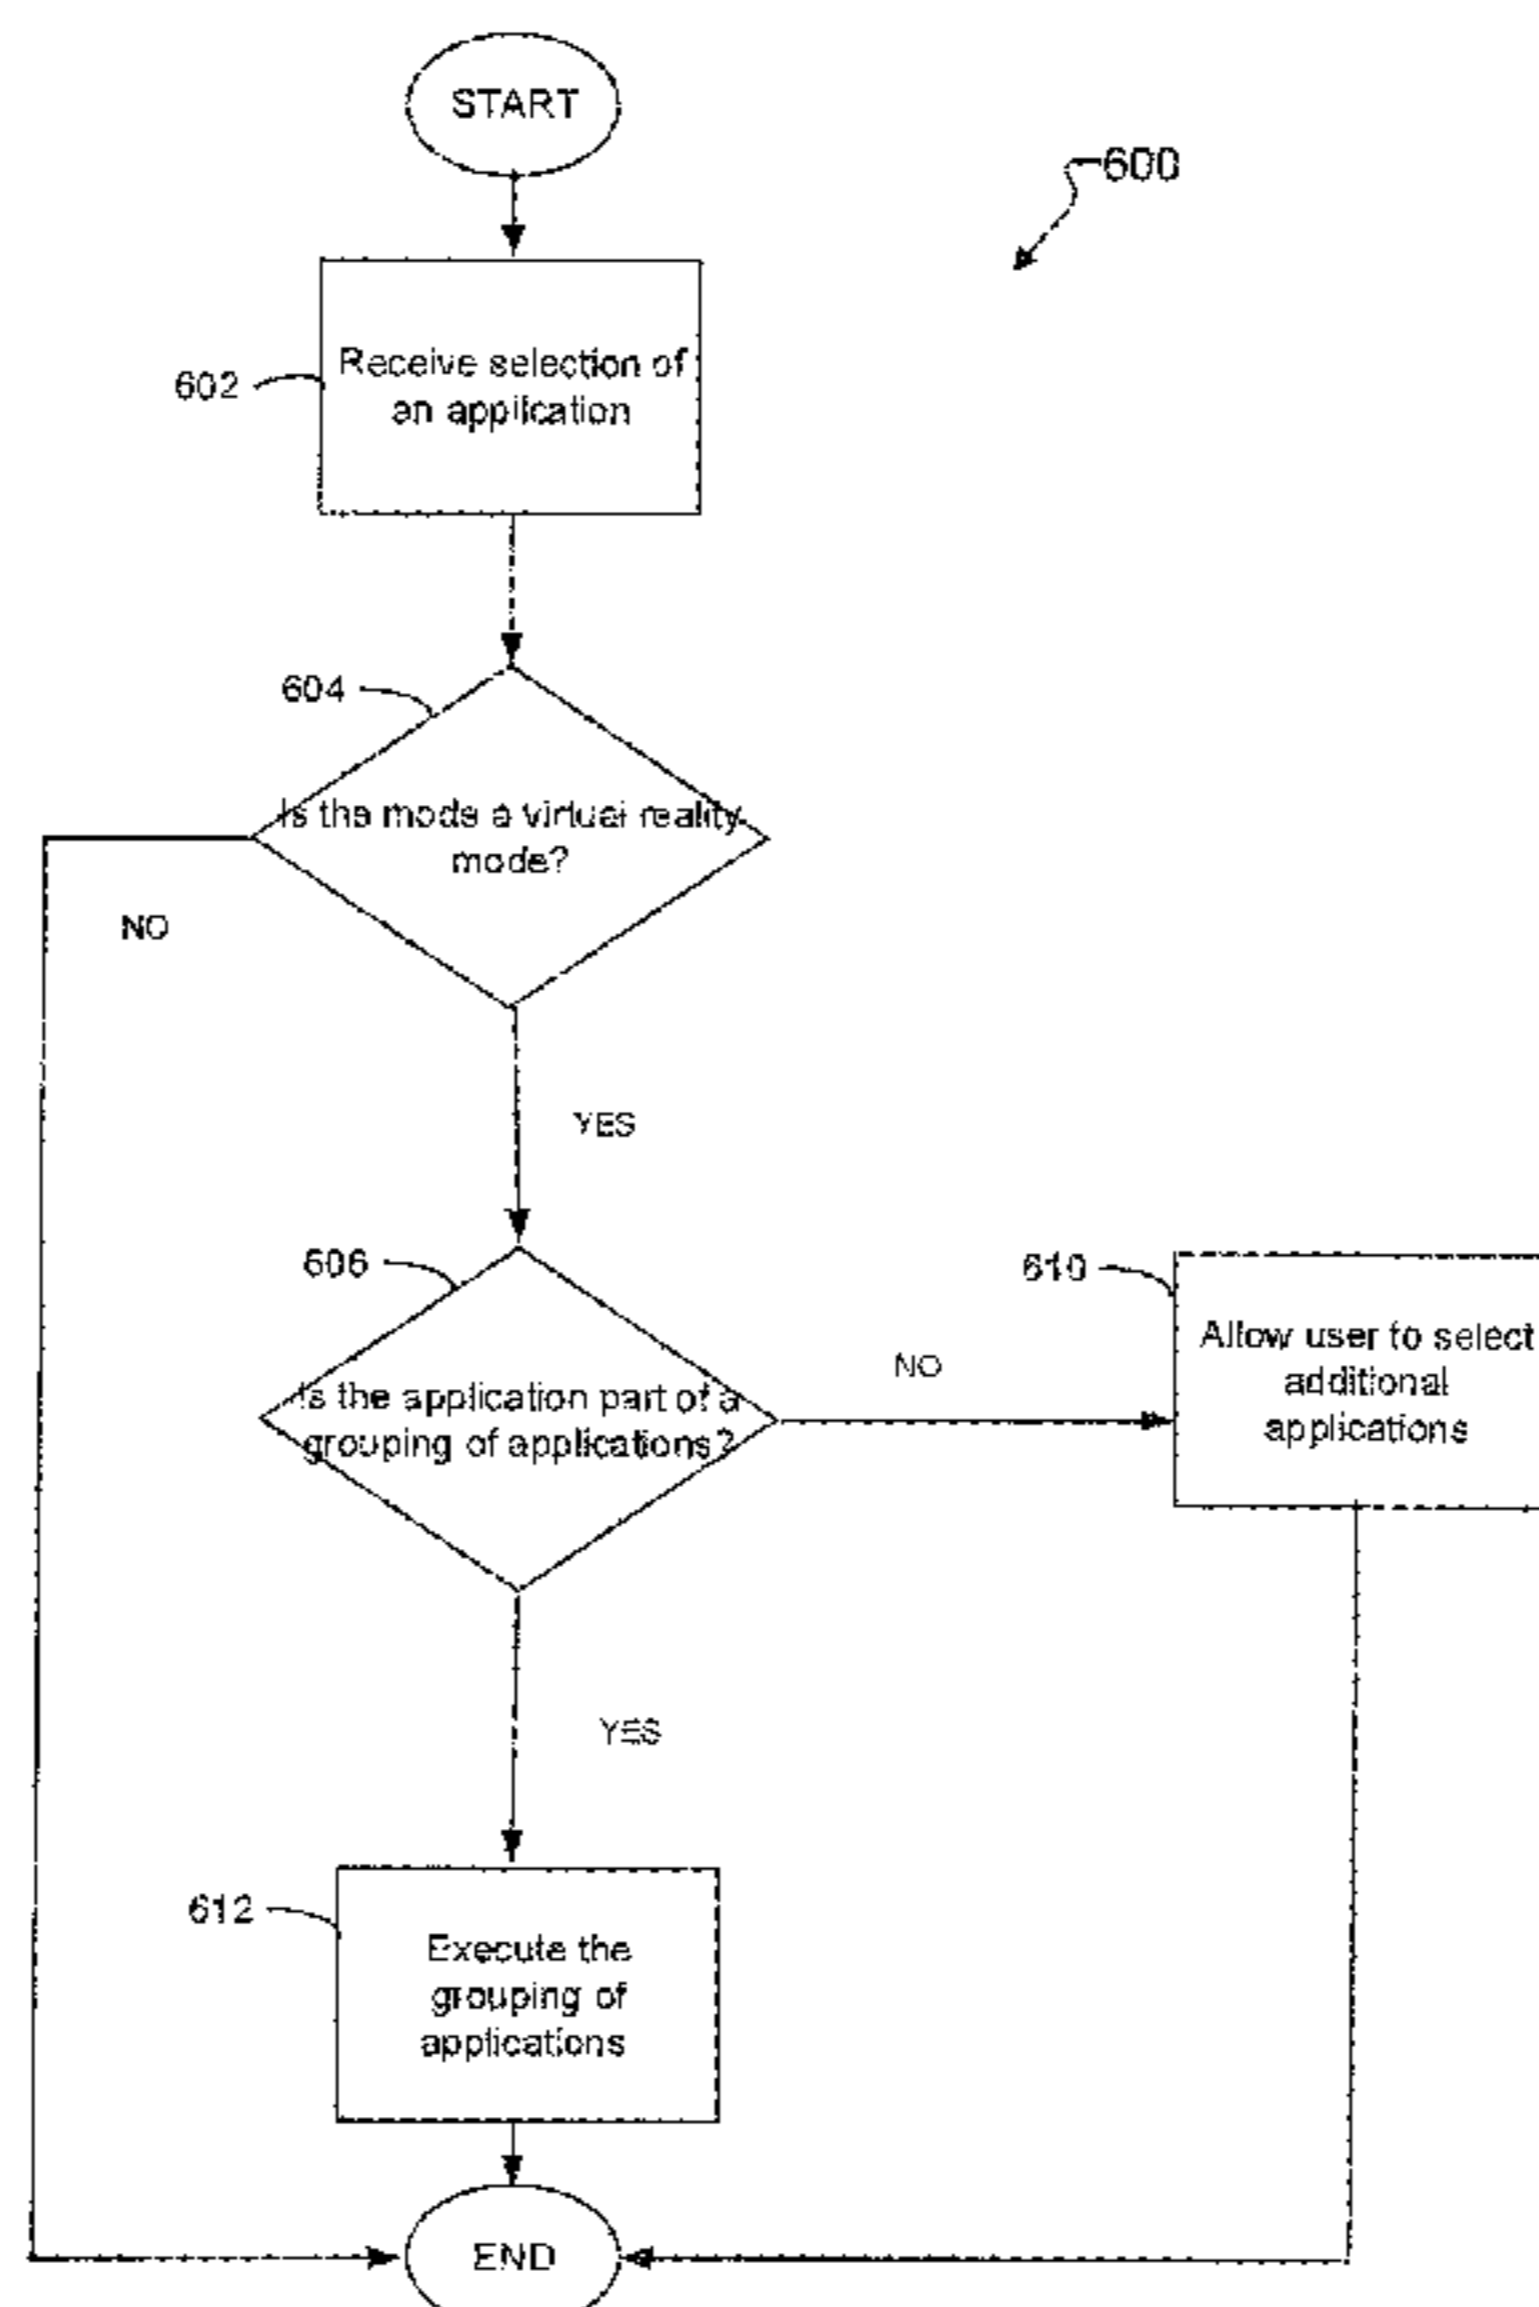 START
600
602
Receive selection of
an application
604
Is the mode a virtual reality
mode?
NO
YES
606
Is the application part of a
grouping of applications?
NO
610
Allow user to select
additional
applications
YES
612
Execute the
grouping of
applications
END